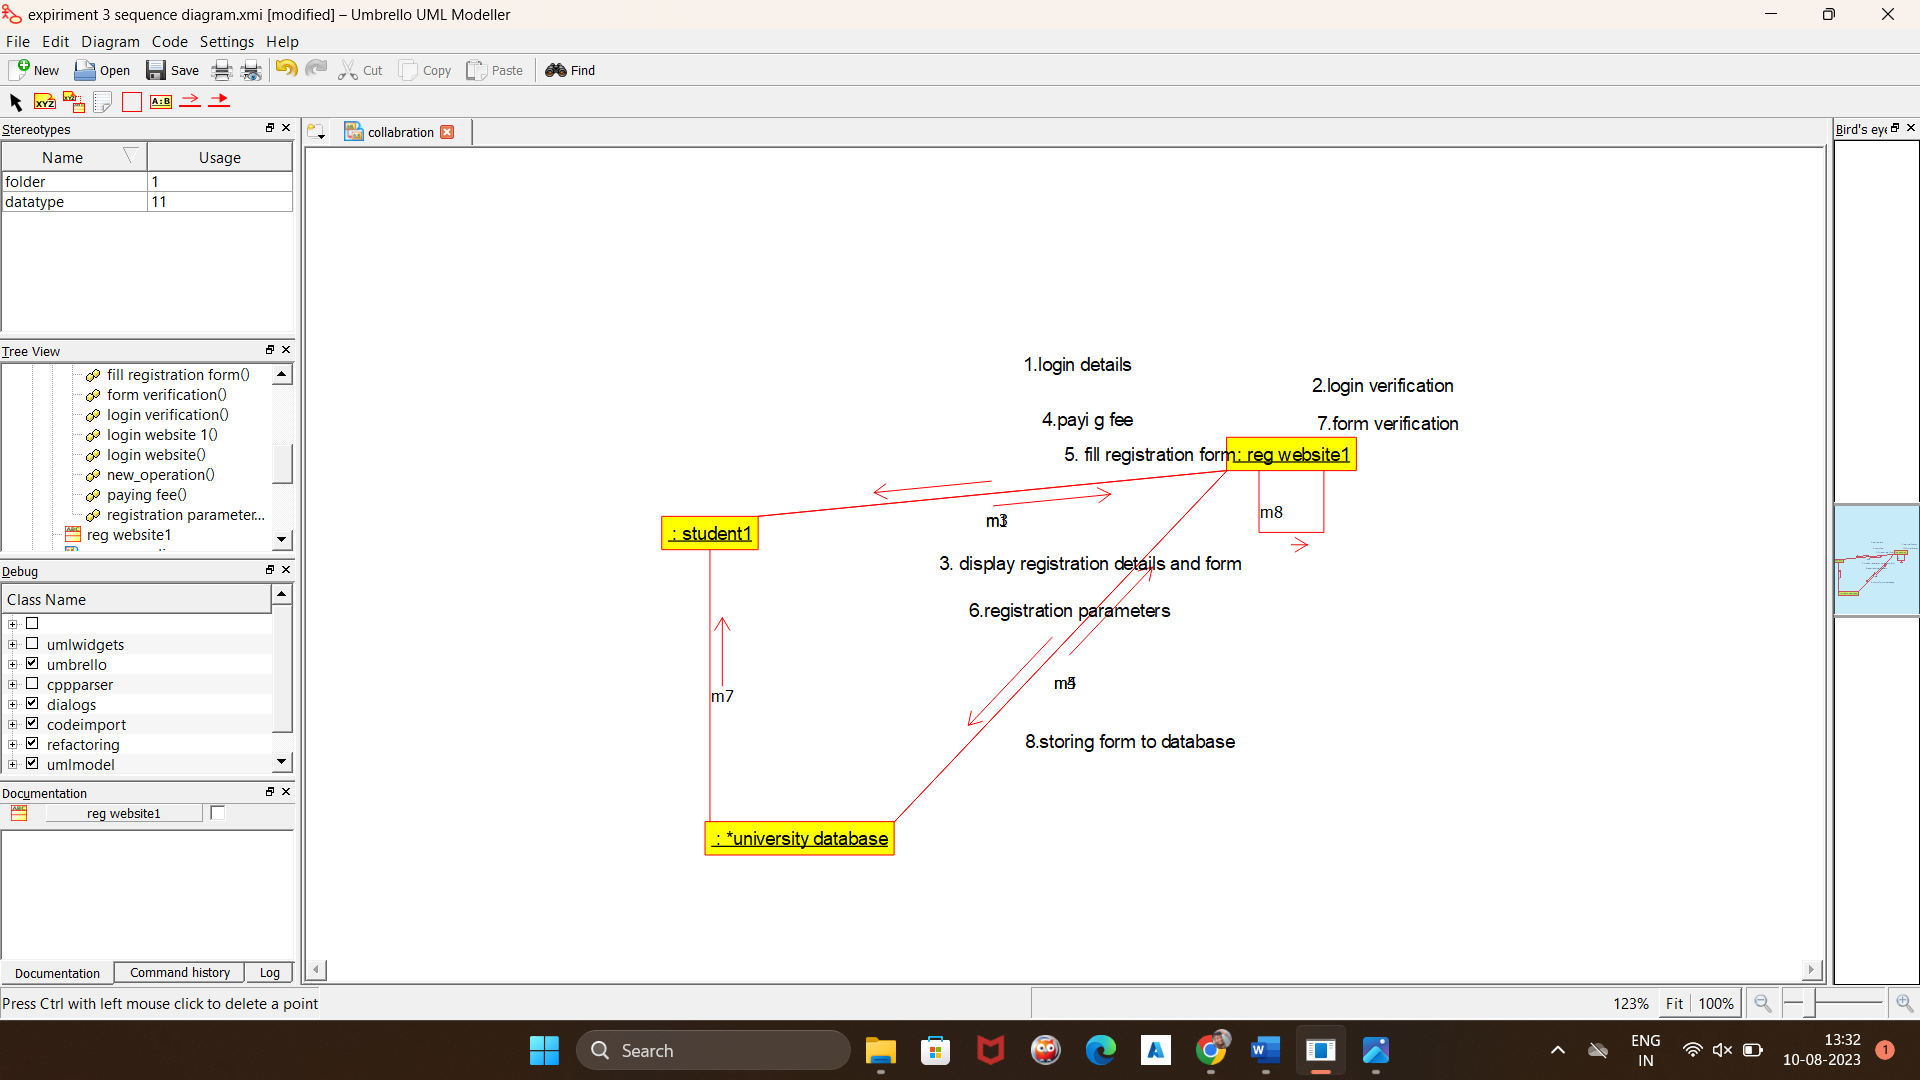 expiriment 3 sequence diagram.xmi [modified] – Umbrello UML Modeller
File Edit Diagram Code Settings Help
New Open Save Cut Copy Paste Find
XYZ XYZ A:B
Stereotypes
Name Usage
folder 1
datatype 11
Tree View
fill registration form()
form verification()
login verification()
login website 1()
login website()
new_operation()
paying fee()
registration parameter...
reg website1
Debug
Class Name
umlwidgets
umbrello
cppparser
dialogs
codeimport
refactoring
umlmodel
Documentation
reg website1
Documentation Command history Log
Press Ctrl with left mouse click to delete a point
collabration
1.login details
2.login verification
4.payi g fee
7.form verification
5. fill registration form
: reg website1
m8
m3
: student1
3. display registration details and form
6.registration parameters
m7
8.storing form to database
: *university database
Bird's eye
123% Fit 100%
Search
ENG
IN
13:32
10-08-2023
1